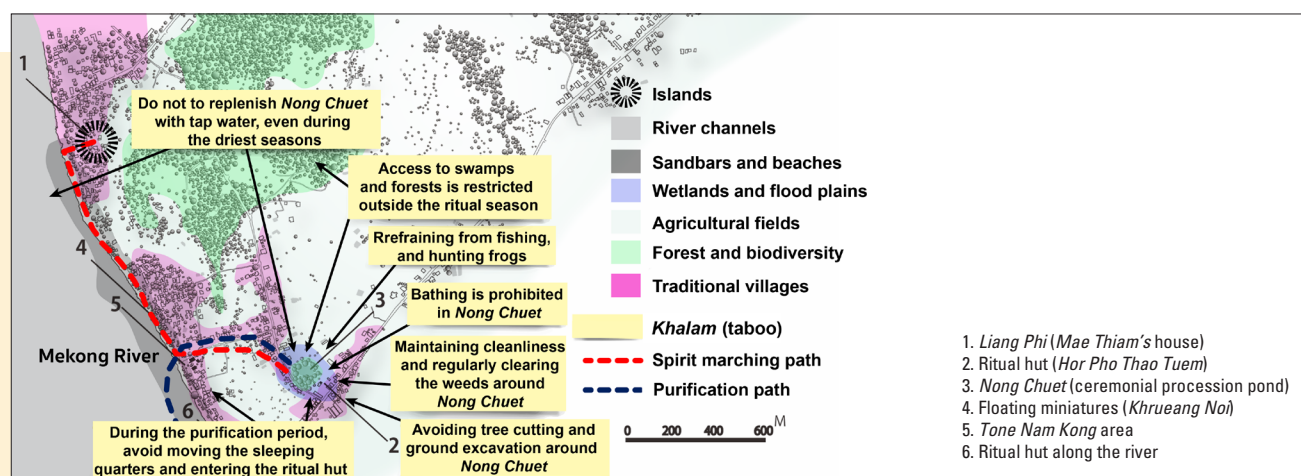 1
Do not to replenish Nong Chuet
with tap water, even during
the driest seasons
Access to swamps
and forests is restricted
outside the ritual season
4
Rrefraining from fishing,
and hunting frogs
5
3
Bathing is prohibited
in Nong Chuet
Mekong River
Maintaining cleanliness
and regularly clearing
the weeds around
Nong Chuet
6
During the purification period,
avoid moving the sleeping
quarters and entering the ritual hut
2
Avoiding tree cutting and
ground excavation around
Nong Chuet
Islands
River channels
Sandbars and beaches
Wetlands and flood plains
Agricultural fields
Forest and biodiversity
Traditional villages
Khalam (taboo)
Spirit marching path
Purification path
M
0 200 400 600
1. Liang Phi (Mae Thiam's house)
2. Ritual hut (Hor Pho Thao Tuem)
3. Nong Chuet (ceremonial procession pond)
4. Floating miniatures (Khrueang Noi)
5. Tone Nam Kong area
6. Ritual hut along the river